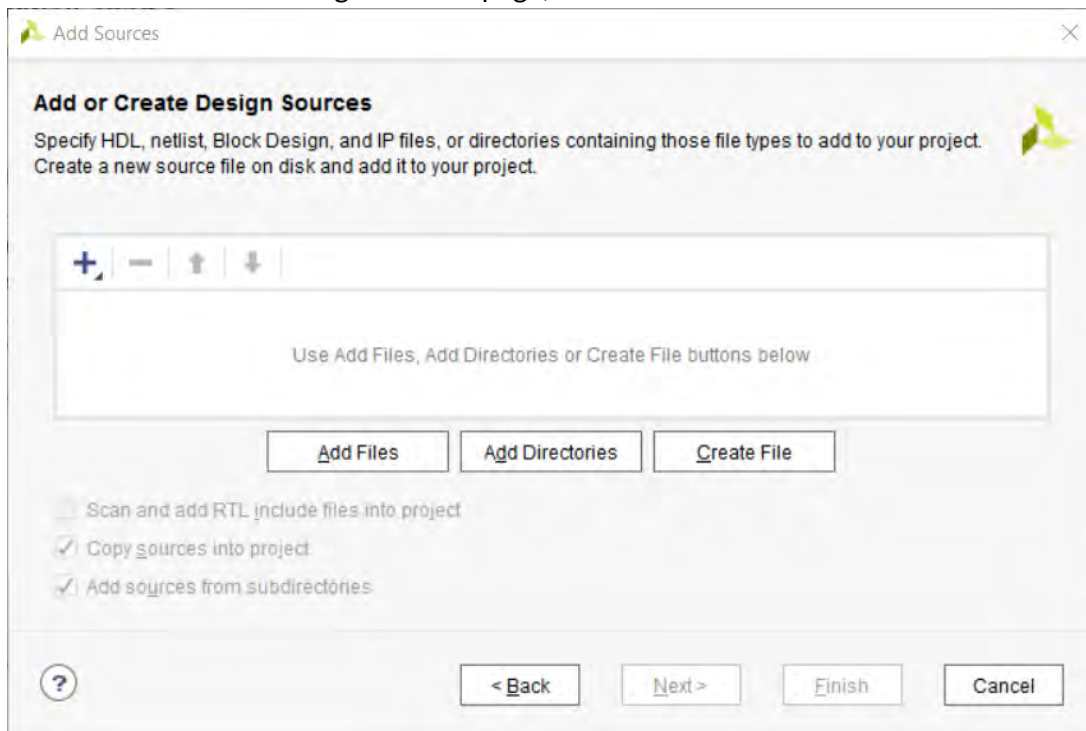 Add Sources
Add or Create Design Sources
Specify HDL, netlist, Block Design, and IP files, or directories containing those file types to add to your project.
Create a new source file on disk and add it to your project.
Use Add Files, Add Directories or Create File buttons below
Add Files Add Directories Create File
Scan and add RTL include files into project
Copy sources into project
Add sources from subdirectories
? < Back Next > Finish Cancel